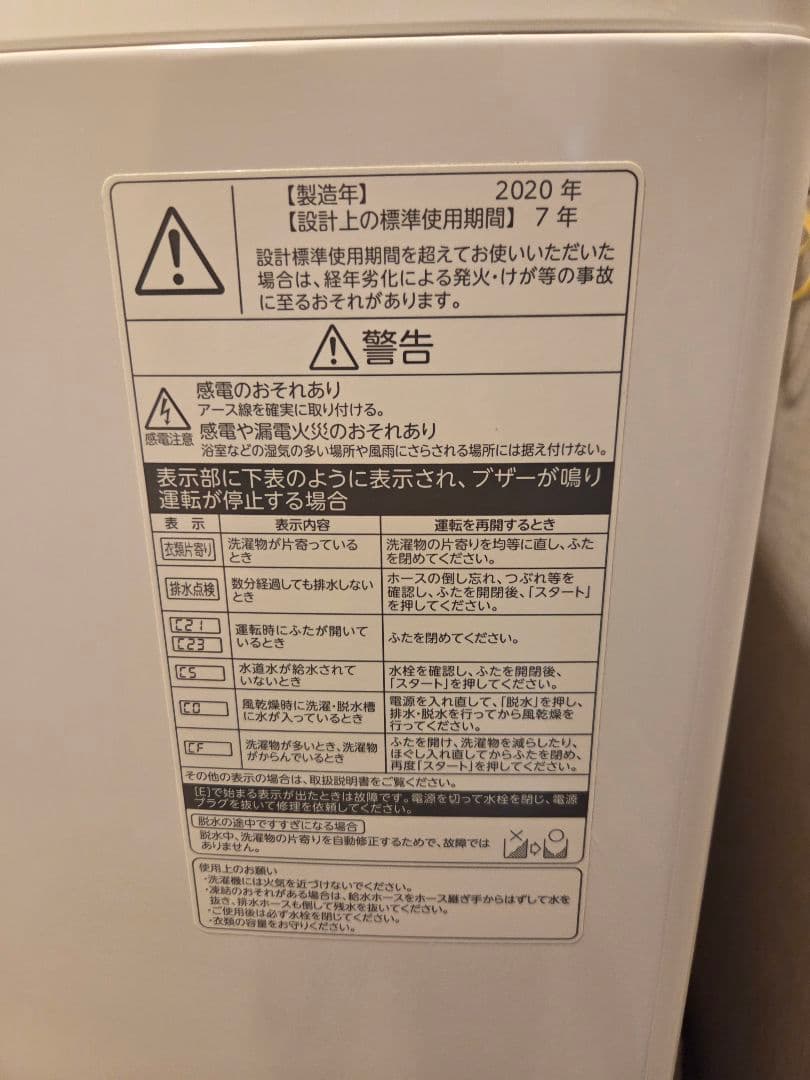 【製造年】 2020 年
【設計上の標準使用期間】 7 年
設計標準使用期間を超えてお使いいただいた
場合は、経年劣化による発火・けが等の事故
に至るおそれがあります。
警告
感電のおそれあり
アース線を確実に取り付ける。
感電注意
感電や漏電火災のおそれあり
浴室などの湿気の多い場所や風雨にさらされる場所には据え付けない。
表示部に下表のように表示され、ブザーが鳴り
運転が停止する場合
表 示 表示内容 運転を再開するとき
衣類片寄り 洗濯物が片寄っている 洗濯物の片寄りを均等に直し、ふた
とき を閉めてください。
排水点検 数分経過しても排水しない ホースの倒し忘れ、つぶれ等を
とき 確認し、ふたを開閉後、「スタート」
を押してください。
C21 運転時にふたが開いて ふたを閉めてください。
C23 いるとき
C5 水道水が給水されて 水栓を確認し、ふたを開閉後、
いないとき 「スタート」を押してください。
C0 風乾燥時に洗濯・脱水槽 電源を入れ直して、「脱水」を押し、
に水が入っているとき 排水・脱水を行ってから風乾燥を
行ってください。
CF 洗濯物が多いとき、洗濯物 ふたを開け、洗濯物を減らしたり、
がからんでいるとき ほぐし入れ直してからふたを閉め、
再度「スタート」を押してください。
その他の表示の場合は、取扱説明書をご覧ください。
[E]で始まる表示が出たときは故障です。電源を切って水栓を閉じ、電源
プラグを抜いて修理を依頼してください。
脱水の途中ですすぎになる場合
脱水中、洗濯物の片寄りを自動修正するためで、故障では
ありません。
使用上のお願い
・洗濯機には火気を近づけないでください。
・凍結のおそれがある場合は、給水ホースをホース継ぎ手からはずして水を
抜き、排水ホースも倒して残水を抜いてください。
・ご使用後は必ず水栓を閉じてください。
・衣類の容量をお守りください。